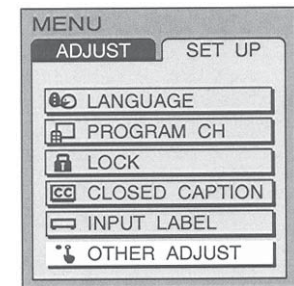 MENU
ADJUST SET UP
LANGUAGE
PROGRAM CH
LOCK
CC CLOSED CAPTION
INPUT LABEL
OTHER ADJUST